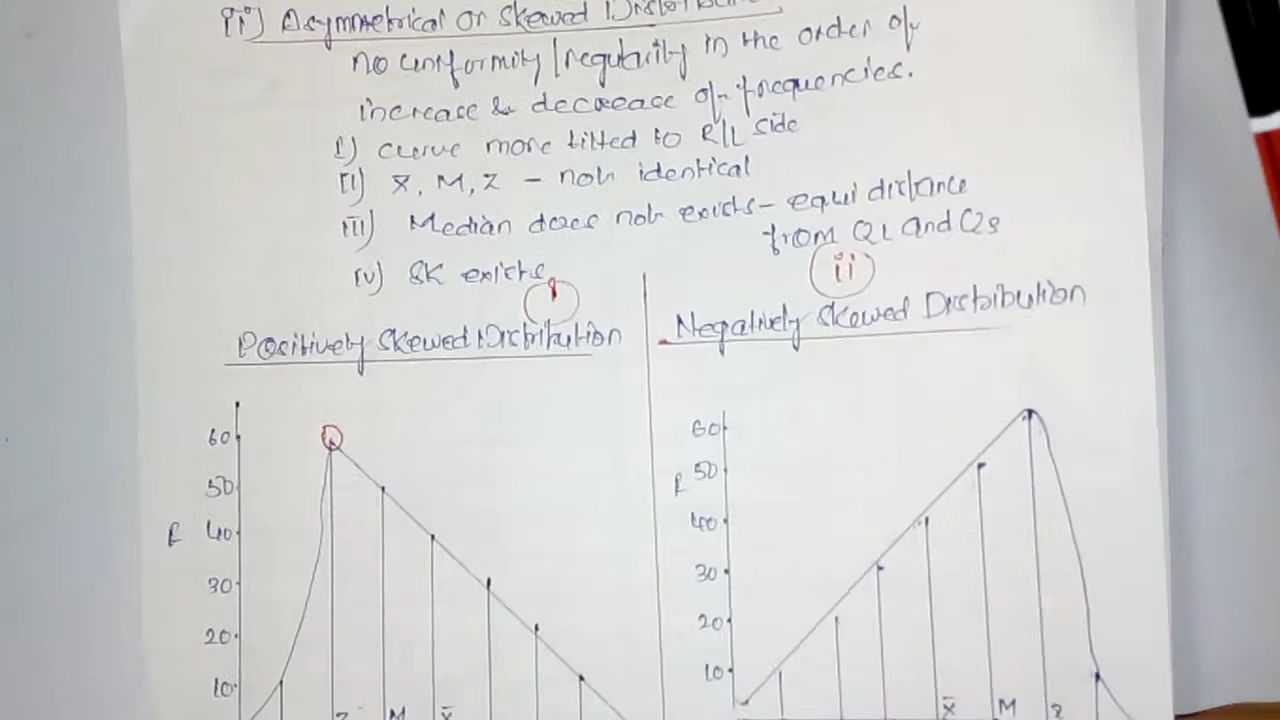 ii) Asymmetrical or Skewed
no uniformity / regularity in the order of
increase & decrease of frequencies.
I) curve more tilted to R/L side
II) x̄, M, Z - not identical
III) Median does not exists - equi distance
from Q1 and Q3
IV) SK exists
i
ii
Positively Skewed Distribution
Negatively Skewed Distribution
60
50
F 40
30
20
10
Z M x̄
60
F 50
40
30
20
10
x̄ M Z